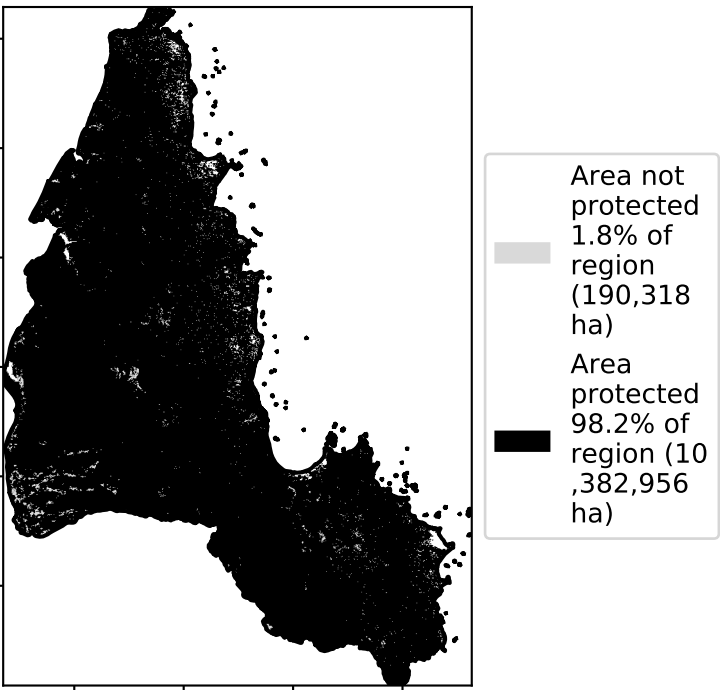 Area not
protected
1.8% of
region
(190,318
ha)
Area
protected
98.2% of
region (10
,382,956
ha)